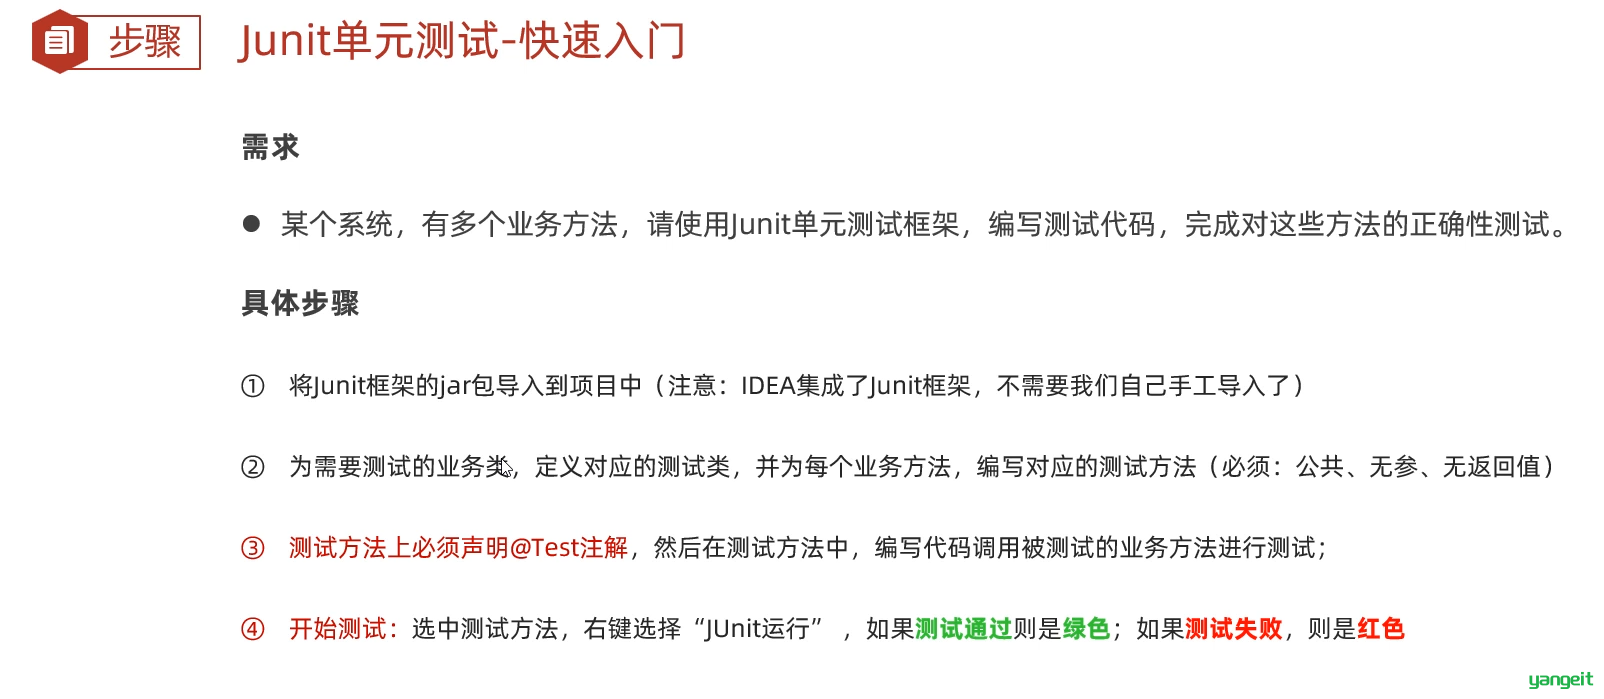 步骤 Junit单元测试-快速入门
需求
● 某个系统，有多个业务方法，请使用Junit单元测试框架，编写测试代码，完成对这些方法的正确性测试。
具体步骤
① 将Junit框架的jar包导入到项目中（注意：IDEA集成了Junit框架，不需要我们自己手工导入了）
② 为需要测试的业务类，定义对应的测试类，并为每个业务方法，编写对应的测试方法（必须：公共、无参、无返回值）
③ 测试方法上必须声明@Test注解，然后在测试方法中，编写代码调用被测试的业务方法进行测试；
④ 开始测试：选中测试方法，右键选择“JUnit运行” ，如果测试通过则是绿色；如果测试失败，则是红色
yangeit